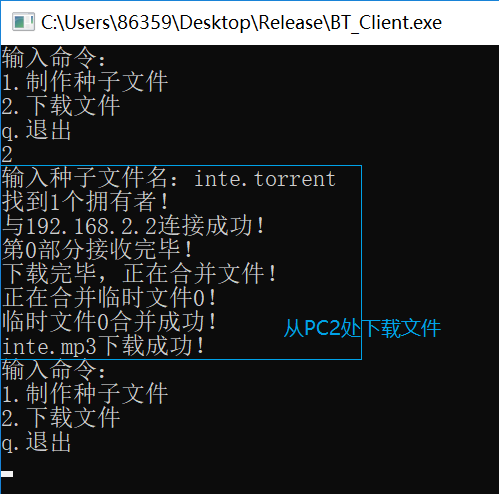 C:\Users\86359\Desktop\Release\BT_Client.exe
输入命令：
1.制作种子文件
2.下载文件
q.退出
2
输入种子文件名：inte.torrent
找到1个拥有者！
与192.168.2.2连接成功！
第0部分接收完毕！
下载完毕，正在合并文件！
正在合并临时文件0！
临时文件0合并成功！
从PC2处下载文件
inte.mp3下载成功！
输入命令：
1.制作种子文件
2.下载文件
q.退出